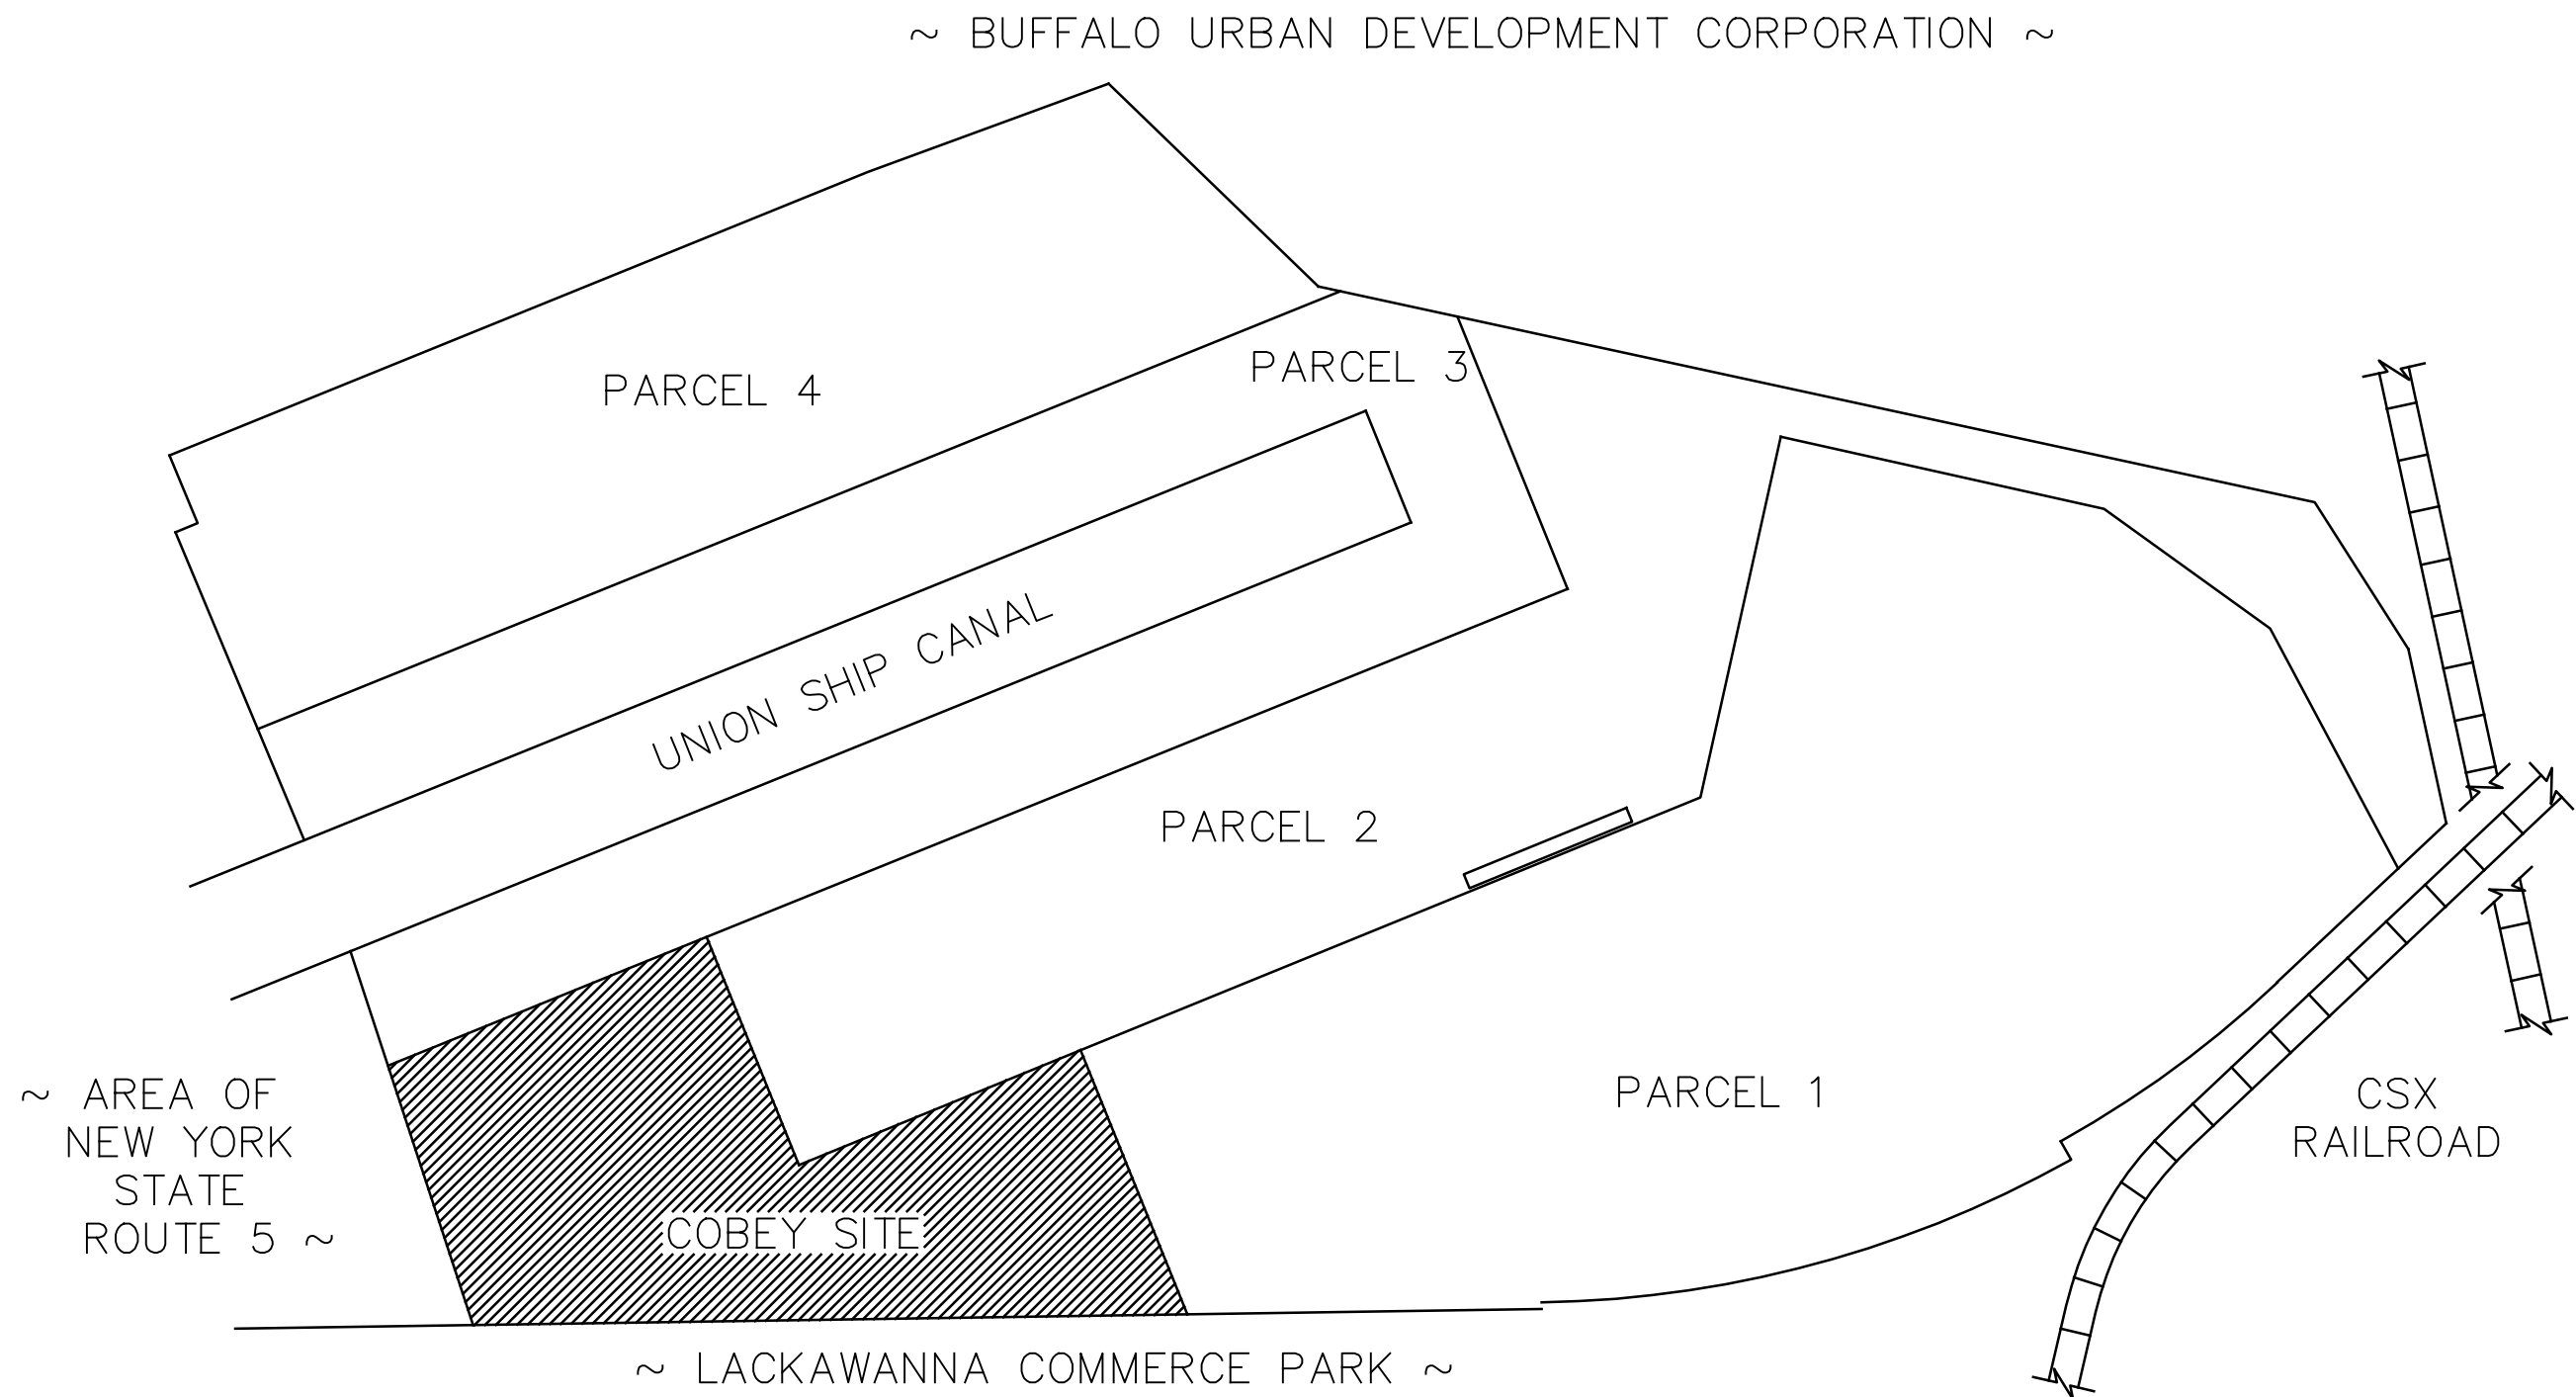 ~ BUFFALO URBAN DEVELOPMENT CORPORATION ~
PARCEL 3
PARCEL 4
UNION SHIP CANAL
PARCEL 2
PARCEL 1
~ AREA OF
NEW YORK
STATE
ROUTE 5 ~
CSX
RAILROAD
COBEY SITE
~ LACKAWANNA COMMERCE PARK ~